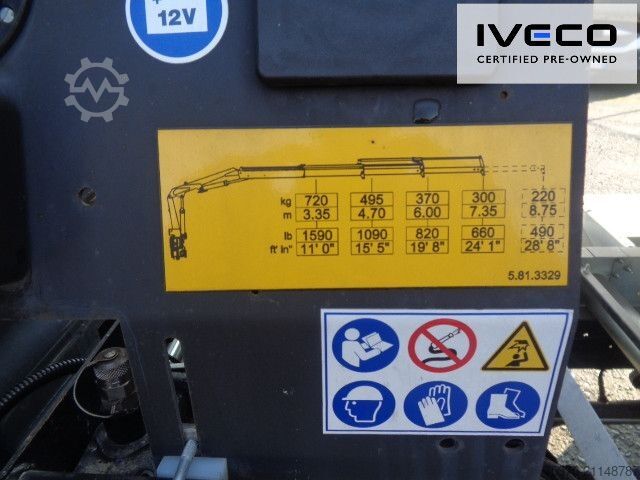 + -
12V
IVECO
CERTIFIED PRE-OWNED
kg 720 495 370 300 220
m 3.35 4.70 6.00 7.35 8.75
lb 1590 1090 820 660 490
ft' in" 11' 0" 15' 5" 19' 8" 24' 1" 28' 8"
5.81.3329